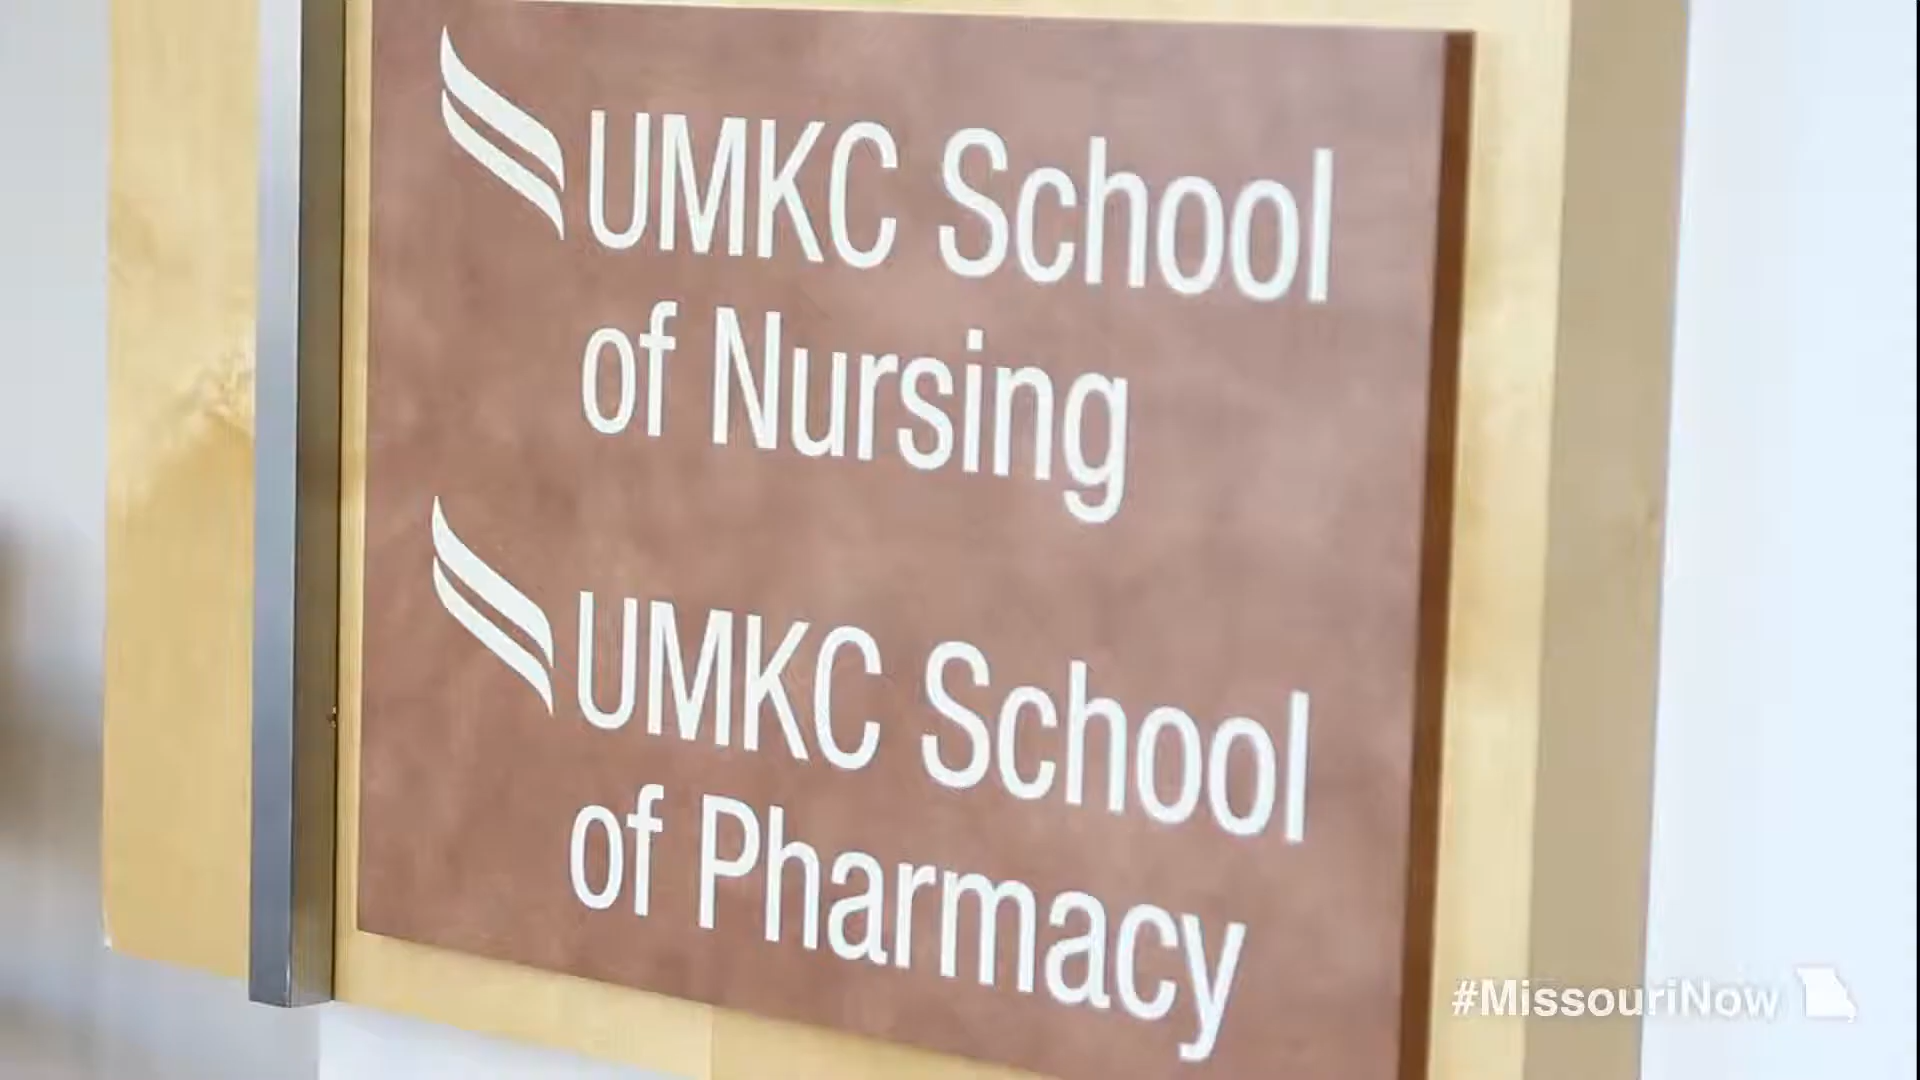 UMKC School
of Nursing
UMKC School
of Pharmacy
#MissouriNow